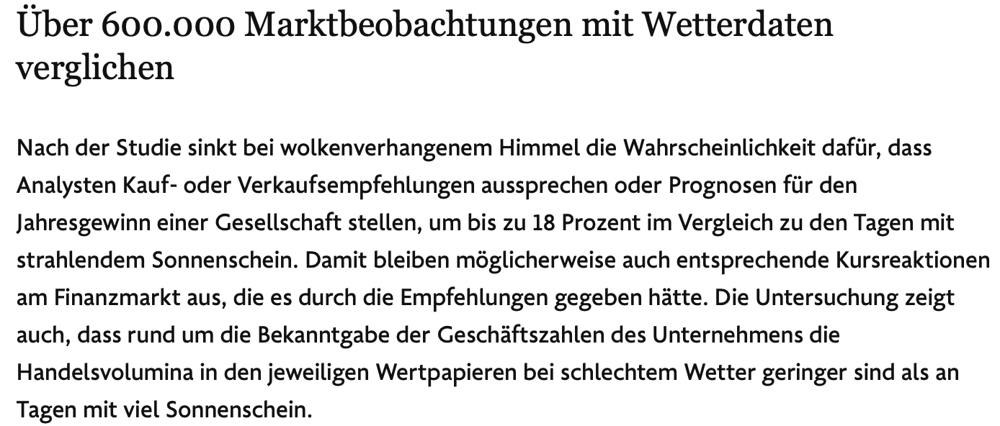 Über 600.000 Marktbeobachtungen mit Wetterdaten
verglichen
Nach der Studie sinkt bei wolkenverhangenem Himmel die Wahrscheinlichkeit dafür, dass
Analysten Kauf- oder Verkaufsempfehlungen aussprechen oder Prognosen für den
Jahresgewinn einer Gesellschaft stellen, um bis zu 18 Prozent im Vergleich zu den Tagen mit
strahlendem Sonnenschein. Damit bleiben möglicherweise auch entsprechende Kursreaktionen
am Finanzmarkt aus, die es durch die Empfehlungen gegeben hätte. Die Untersuchung zeigt
auch, dass rund um die Bekanntgabe der Geschäftszahlen des Unternehmens die
Handelsvolumina in den jeweiligen Wertpapieren bei schlechtem Wetter geringer sind als an
Tagen mit viel Sonnenschein.